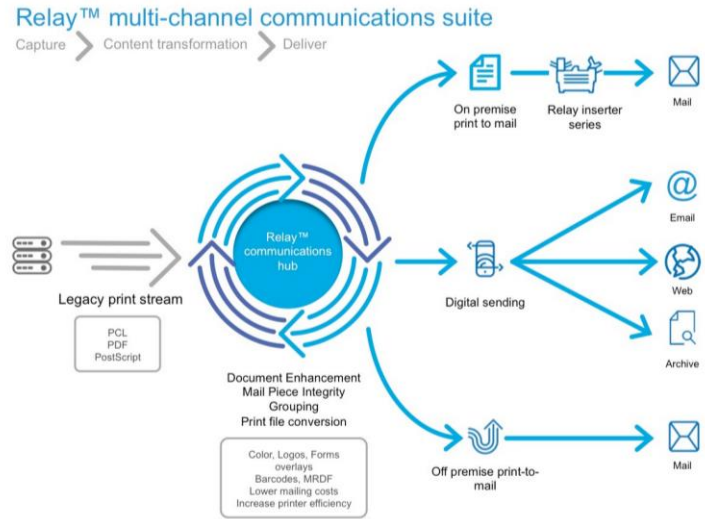 Relay™ multi-channel communications suite
Capture
Content transformation
Deliver
On premise
print to mail
Relay inserter
series
Mail
@
Email
Relay™
communications
hub
Legacy print stream
PCL
PDF
PostScript
Digital sending
Web
Archive
Document Enhancement
Mail Piece Integrity
Grouping
Print file conversion
Color, Logos, Forms
overlays
Barcodes, MRDF
Lower mailing costs
Increase printer efficiency
Off premise print-to-
mail
Mail